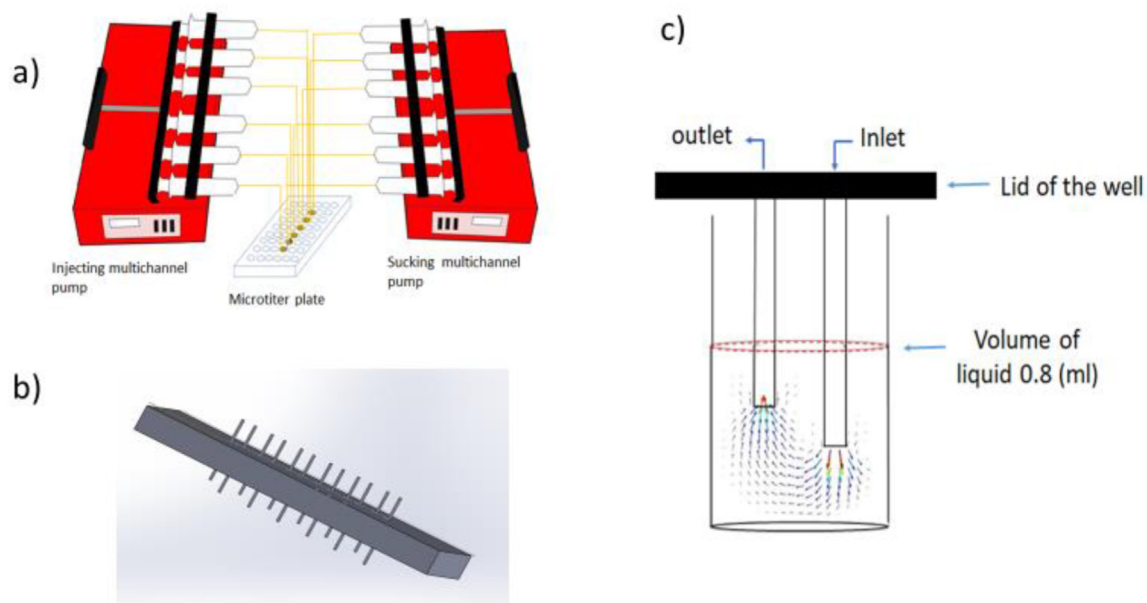 a)
Injecting multichannel
pump
Microtiter plate
Sucking multichannel
pump
b)
c)
outlet
Inlet
Lid of the well
Volume of
liquid 0.8 (ml)